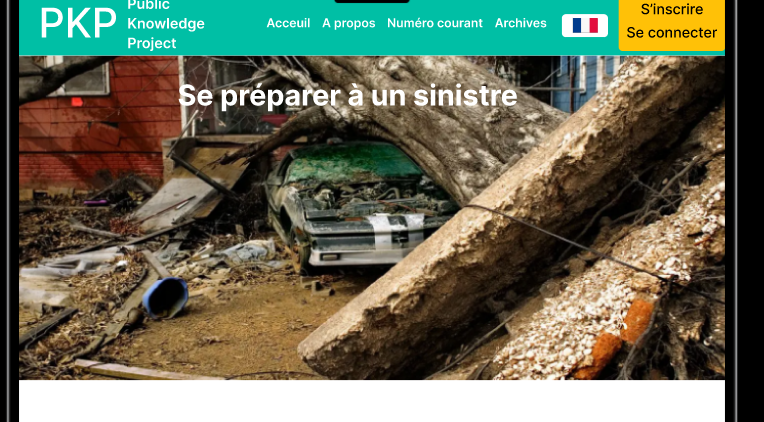 PKP
Public
Knowledge
Project
Acceuil A propos Numéro courant Archives
S'inscrire
Se connecter
Se préparer à un sinistre